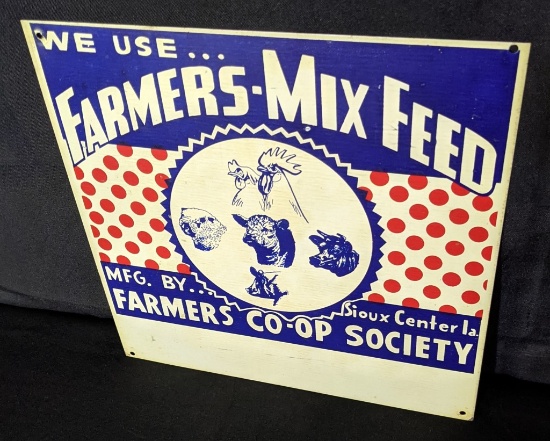 WE USE...
FARMERS-MIX FEED
MFG. BY...
Sioux Center Ia.
FARMERS CO-OP SOCIETY